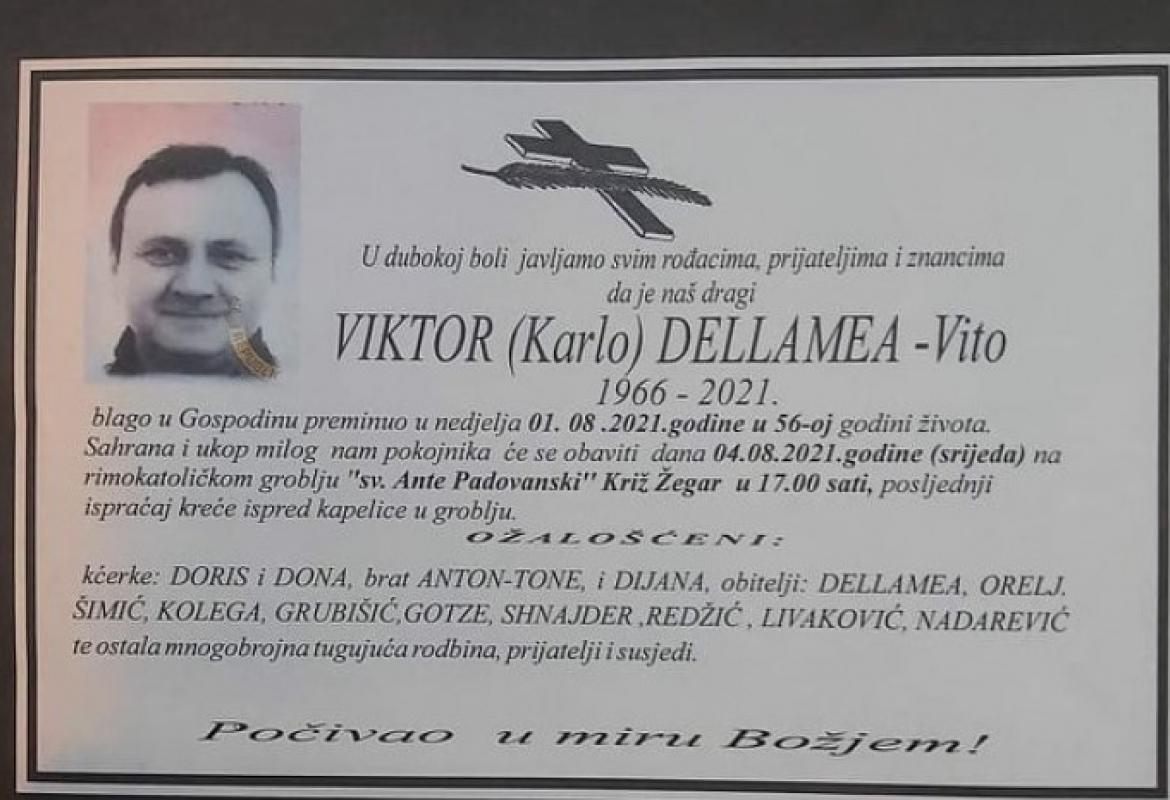 U dubokoj boli javljamo svim rođacima, prijateljima i znancima
da je naš dragi
VIKTOR (Karlo) DELLAMEA -Vito
1966 - 2021.
blago u Gospodinu preminuo u nedjelja 01. 08 .2021.godine u 56-oj godini života.
Sahrana i ukop milog nam pokojnika će se obaviti dana 04.08.2021.godine (srijeda) na
rimokatoličkom groblju "sv. Ante Padovanski" Križ Žegar u 17.00 sati, posljednji
ispraćaj kreće ispred kapelice u groblju.
OŽALOŠĆENI:
kćerke: DORIS i DONA, brat ANTON-TONE, i DIJANA, obitelji: DELLAMEA, ORELJ.
ŠIMIĆ, KOLEGA, GRUBIŠIĆ,GOTZE, SHNAJDER ,REDŽIĆ , LIVAKOVIĆ, NADAREVIĆ
te ostala mnogobrojna tugujuća rodbina, prijatelji i susjedi.
Počivao u miru Božjem!